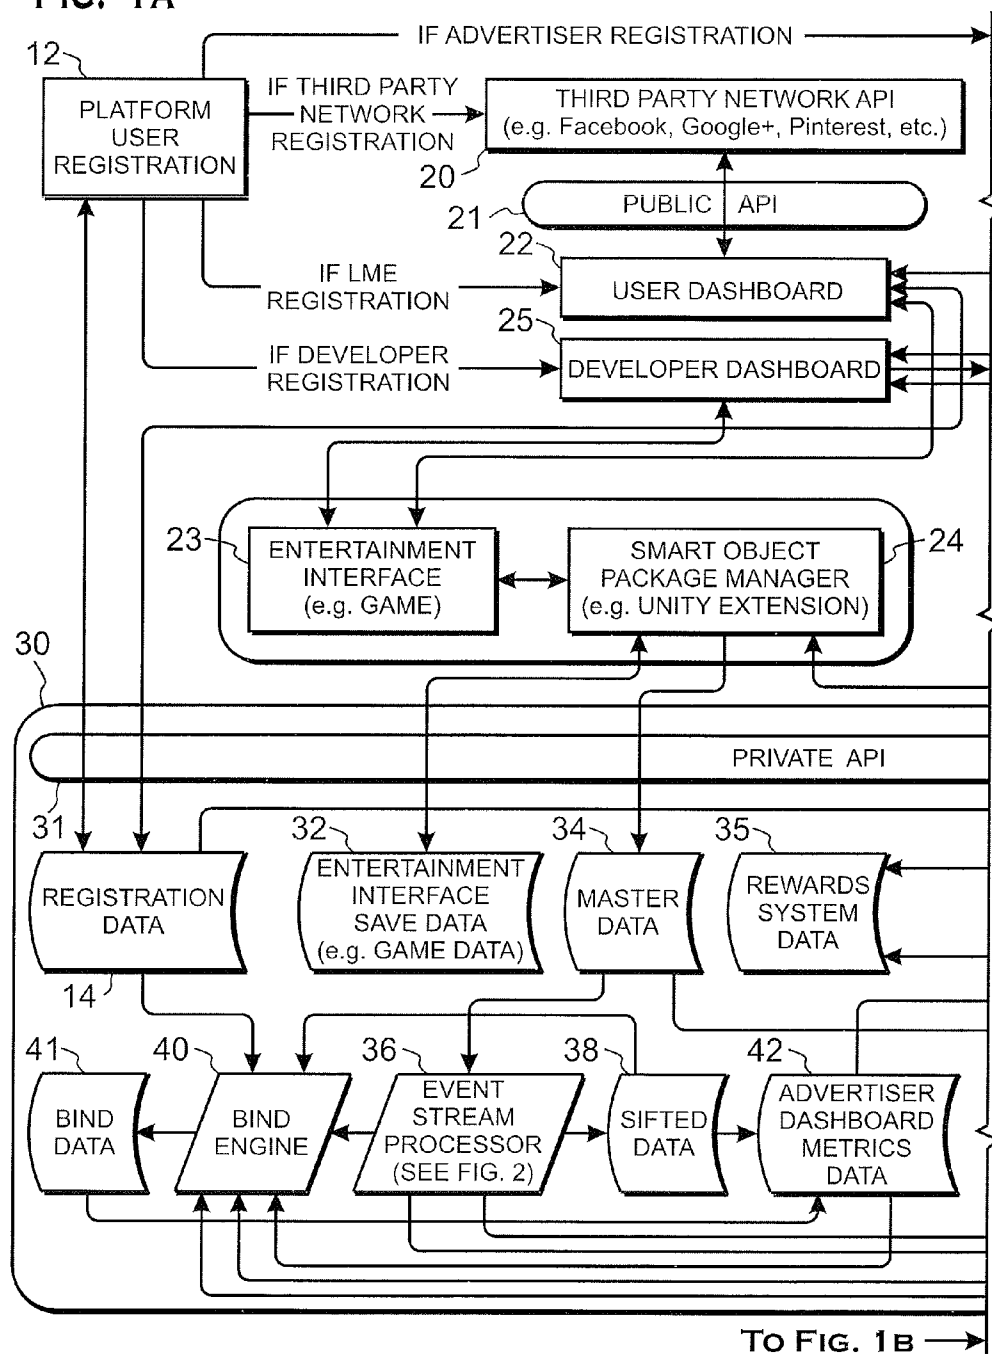 FIG. 1A
12
IF ADVERTISER REGISTRATION
PLATFORM
USER
REGISTRATION
IF THIRD PARTY
NETWORK
REGISTRATION
THIRD PARTY NETWORK API
(e.g. Facebook, Google+, Pinterest, etc.)
20
PUBLIC API
21
22
IF LME
REGISTRATION
USER DASHBOARD
25
IF DEVELOPER
REGISTRATION
DEVELOPER DASHBOARD
23
ENTERTAINMENT
INTERFACE
(e.g. GAME)
SMART OBJECT
PACKAGE MANAGER
(e.g. UNITY EXTENSION)
24
30
PRIVATE API
31
32
34
35
REGISTRATION
DATA
ENTERTAINMENT
INTERFACE
SAVE DATA
(e.g. GAME DATA)
MASTER
DATA
REWARDS
SYSTEM
DATA
14
41
40
36
38
42
BIND
DATA
BIND
ENGINE
EVENT
STREAM
PROCESSOR
(SEE FIG. 2)
SIFTED
DATA
ADVERTISER
DASHBOARD
METRICS
DATA
TO FIG. 1B